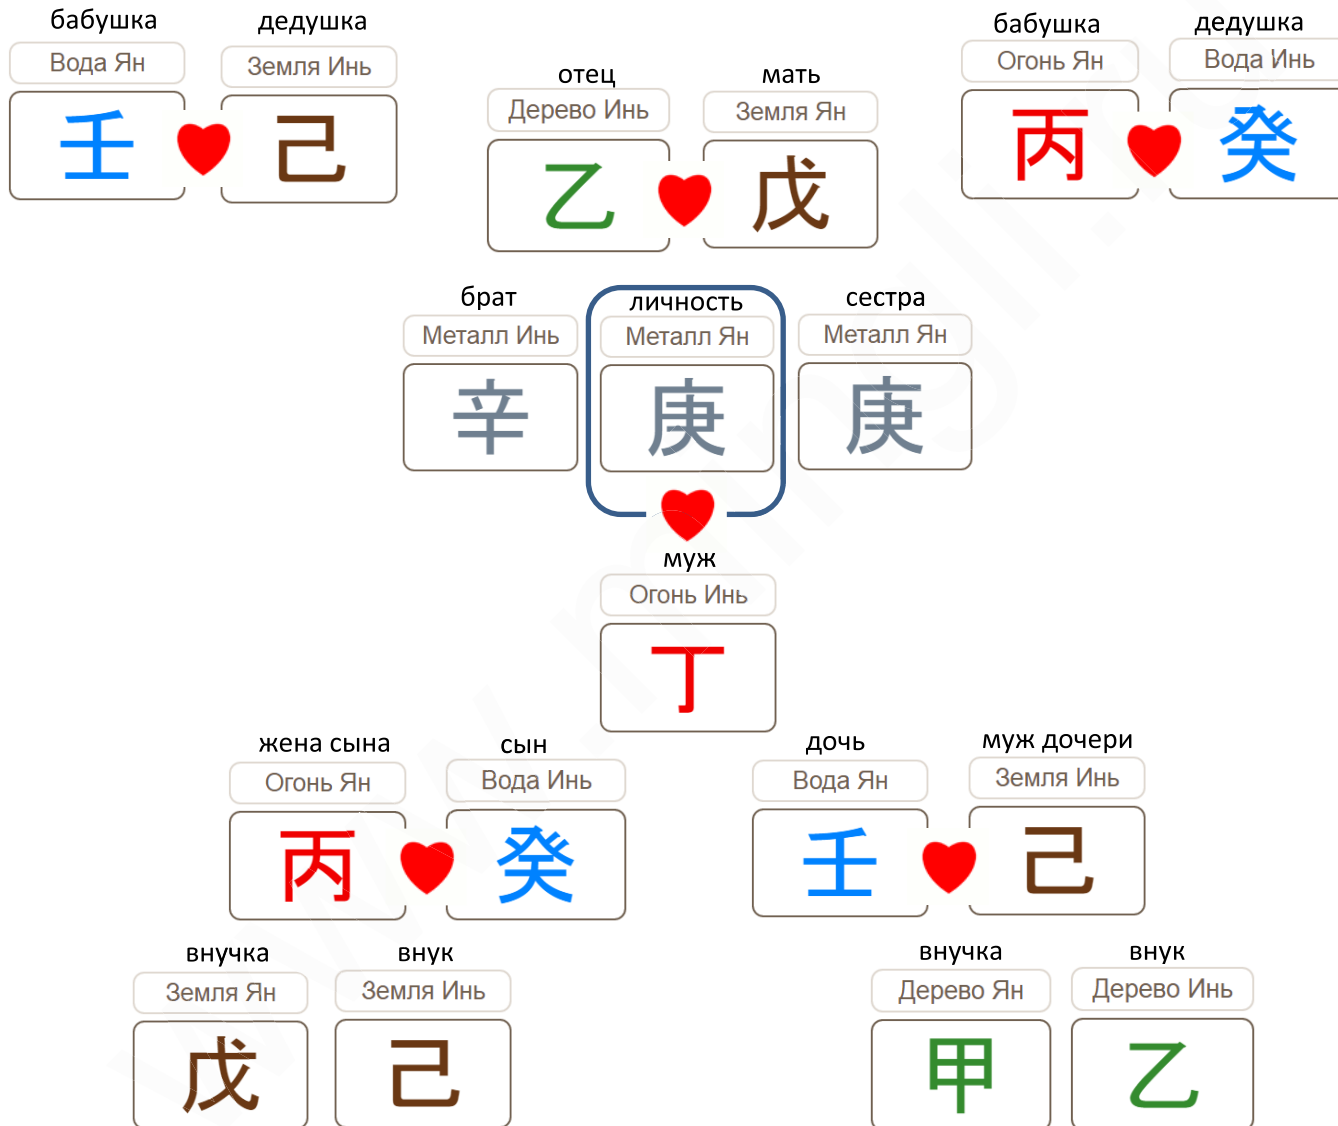 бабушка
дедушка
Вода Ян
Земля Инь
壬
己
бабушка
дедушка
Огонь Ян
Вода Инь
丙
癸
отец
мать
Дерево Инь
Земля Ян
乙
戊
брат
личность
сестра
Металл Инь
Металл Ян
Металл Ян
辛
庚
庚
муж
Огонь Инь
丁
жена сына
сын
Огонь Ян
Вода Инь
丙
癸
дочь
муж дочери
Вода Ян
Земля Инь
壬
己
внучка
внук
Земля Ян
Земля Инь
戊
己
внучка
внук
Дерево Ян
Дерево Инь
甲
乙